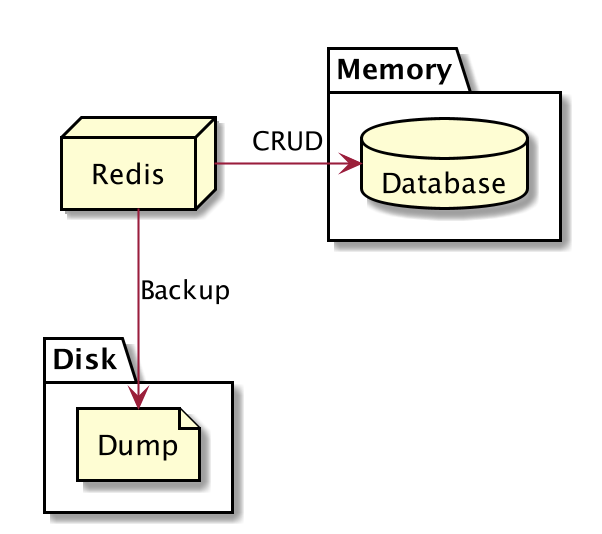 Memory
CRUD
Redis
Database
Backup
Disk
Dump